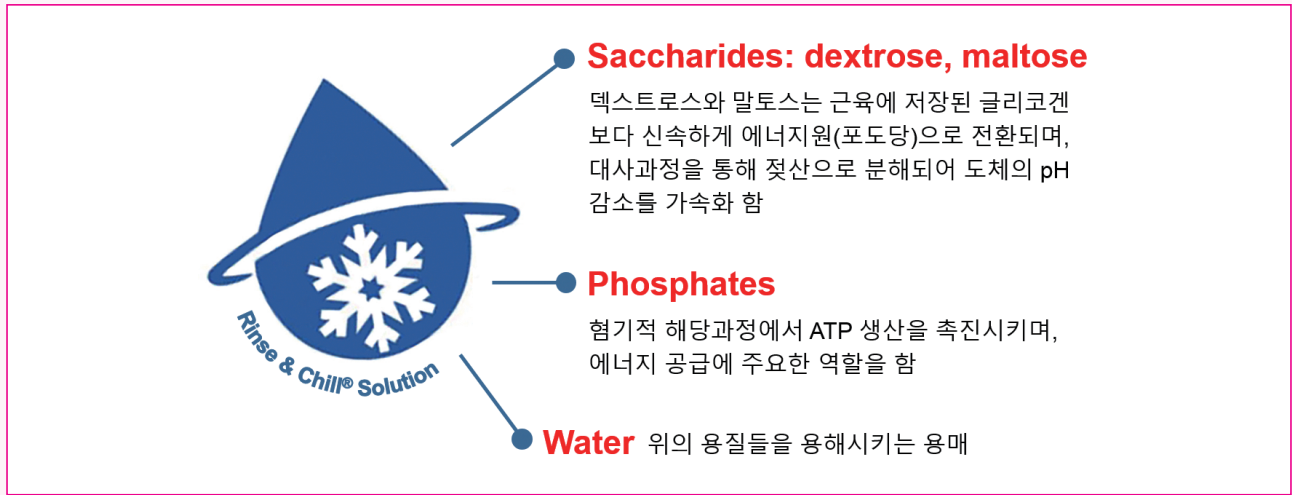 Saccharides: dextrose, maltose
덱스트로스와 말토스는 근육에 저장된 글리코겐
보다 신속하게 에너지원(포도당)으로 전환되며,
대사과정을 통해 젖산으로 분해되어 도체의 pH
감소를 가속화 함
Phosphates
혐기적 해당과정에서 ATP 생산을 촉진시키며,
에너지 공급에 주요한 역할을 함
Rinse & Chill® Solution
Water 위의 용질들을 용해시키는 용매